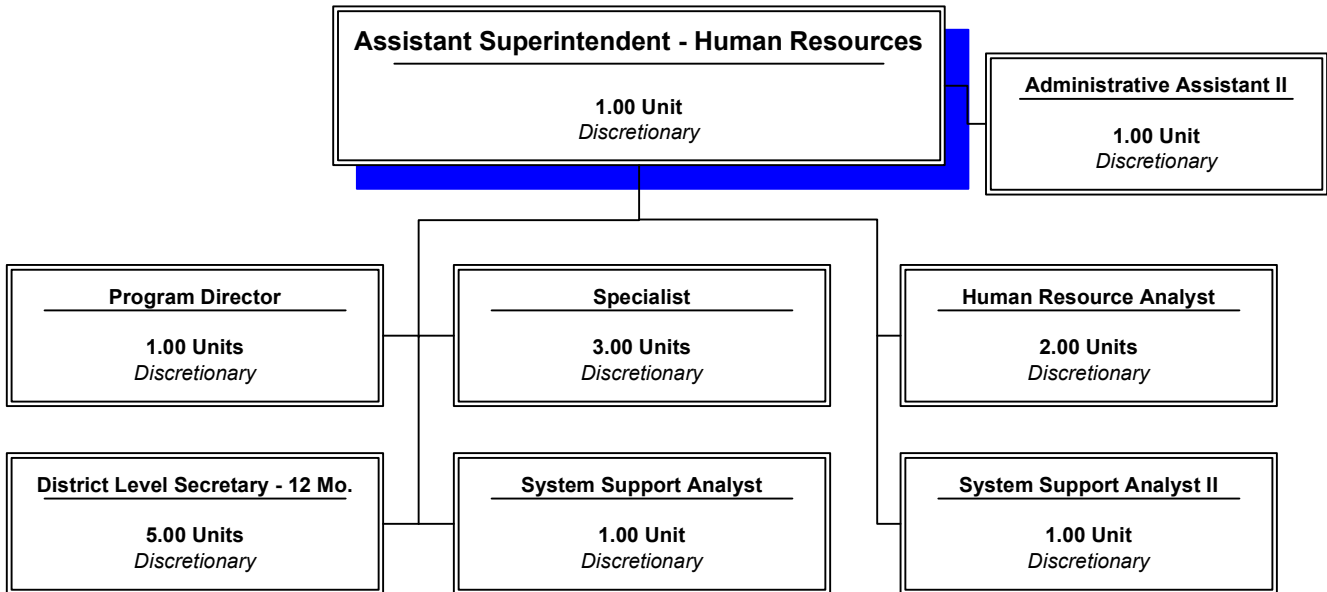 Assistant Superintendent - Human Resources
1.00 Unit
Discretionary
Administrative Assistant II
1.00 Unit
Discretionary
Program Director
1.00 Units
Discretionary
Specialist
3.00 Units
Discretionary
Human Resource Analyst
2.00 Units
Discretionary
District Level Secretary - 12 Mo.
5.00 Units
Discretionary
System Support Analyst
1.00 Unit
Discretionary
System Support Analyst II
1.00 Unit
Discretionary